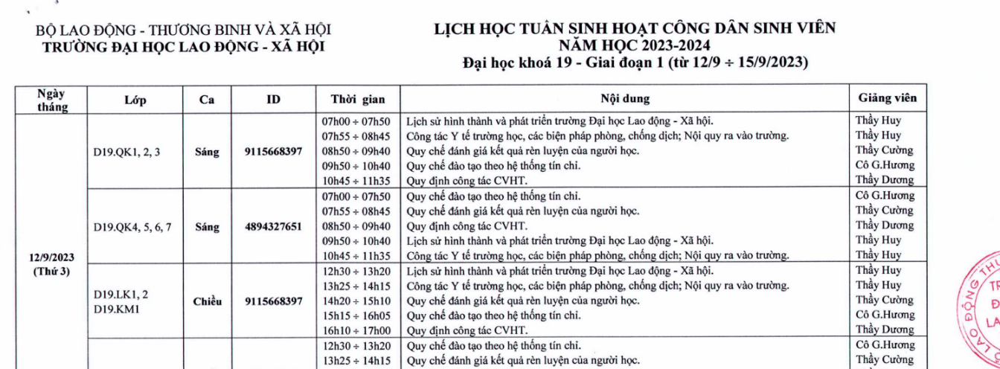 BỘ LAO ĐỘNG - THƯƠNG BINH VÀ XÃ HỘI
TRƯỜNG ĐẠI HỌC LAO ĐỘNG - XÃ HỘI
LỊCH HỌC TUẦN SINH HOẠT CÔNG DÂN SINH VIÊN
NĂM HỌC 2023-2024
Đại học khoá 19 - Giai đoạn 1 (từ 12/9 ÷ 15/9/2023)
Ngày tháng Lớp Ca ID Thời gian Nội dung Giảng viên
12/9/2023
(Thứ 3)
D19.QK1, 2, 3 Sáng 9115668397
07h00 ÷ 07h50 Lịch sử hình thành và phát triển trường Đại học Lao động - Xã hội. Thầy Huy
07h55 ÷ 08h45 Công tác Y tế trường học, các biện pháp phòng, chống dịch; Nội quy ra vào trường. Thầy Huy
08h50 ÷ 09h40 Quy chế đánh giá kết quả rèn luyện của người học. Thầy Cường
09h50 ÷ 10h40 Quy chế đào tạo theo hệ thống tín chỉ. Cô G.Hương
10h45 ÷ 11h35 Quy định công tác CVHT. Thầy Dương
D19.QK4, 5, 6, 7 Sáng 4894327651
07h00 ÷ 07h50 Quy chế đào tạo theo hệ thống tín chỉ. Cô G.Hương
07h55 ÷ 08h45 Quy chế đánh giá kết quả rèn luyện của người học. Thầy Cường
08h50 ÷ 09h40 Quy định công tác CVHT. Thầy Dương
09h50 ÷ 10h40 Lịch sử hình thành và phát triển trường Đại học Lao động - Xã hội. Thầy Huy
10h45 ÷ 11h35 Công tác Y tế trường học, các biện pháp phòng, chống dịch; Nội quy ra vào trường. Thầy Huy
D19.LK1, 2
D19.KM1
Chiều 9115668397
12h30 ÷ 13h20 Lịch sử hình thành và phát triển trường Đại học Lao động - Xã hội. Thầy Huy
13h25 ÷ 14h15 Công tác Y tế trường học, các biện pháp phòng, chống dịch; Nội quy ra vào trường. Thầy Huy
14h20 ÷ 15h10 Quy chế đánh giá kết quả rèn luyện của người học. Thầy Cường
15h15 ÷ 16h05 Quy chế đào tạo theo hệ thống tín chỉ. Cô G.Hương
16h10 ÷ 17h00 Quy định công tác CVHT. Thầy Dương
12h30 ÷ 13h20 Quy chế đào tạo theo hệ thống tín chỉ. Cô G.Hương
13h25 ÷ 14h15 Quy chế đánh giá kết quả rèn luyện của người học. Thầy Cường